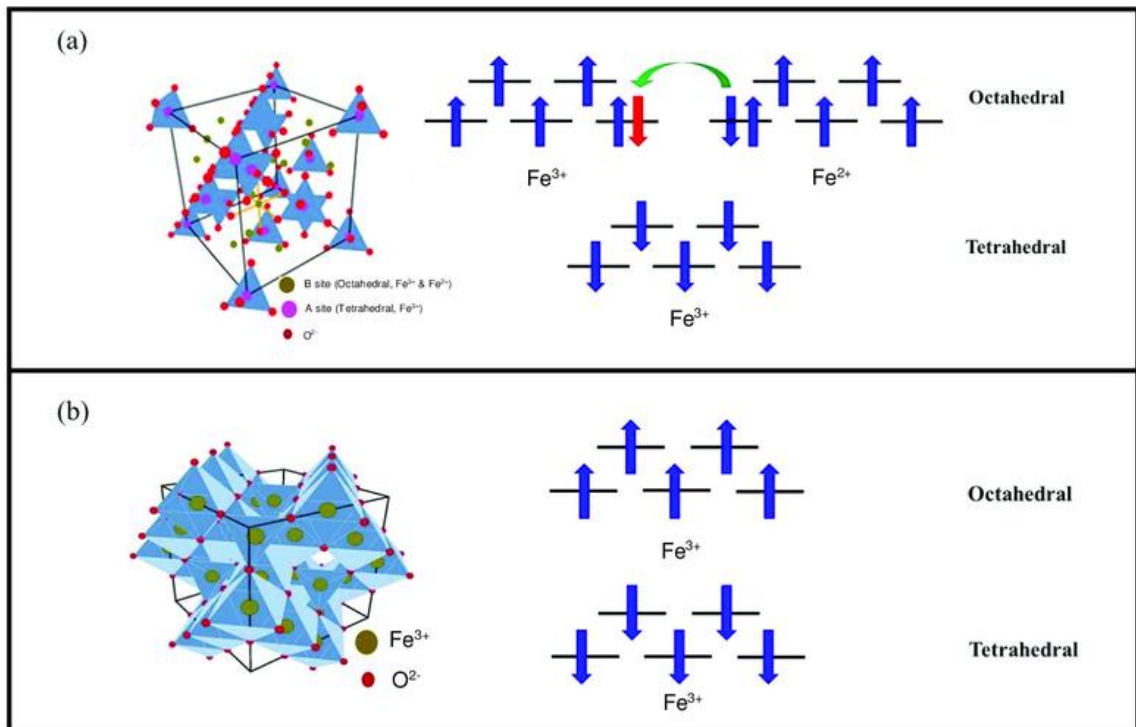 (a)
Octahedral
Fe³⁺
Fe²⁺
Tetrahedral
Fe³⁺
B site (Octahedral, Fe³⁺ & Fe²⁺)
A site (Tetrahedral, Fe³⁺)
O²⁻
(b)
Octahedral
Fe³⁺
Fe³⁺
O²⁻
Tetrahedral
Fe³⁺